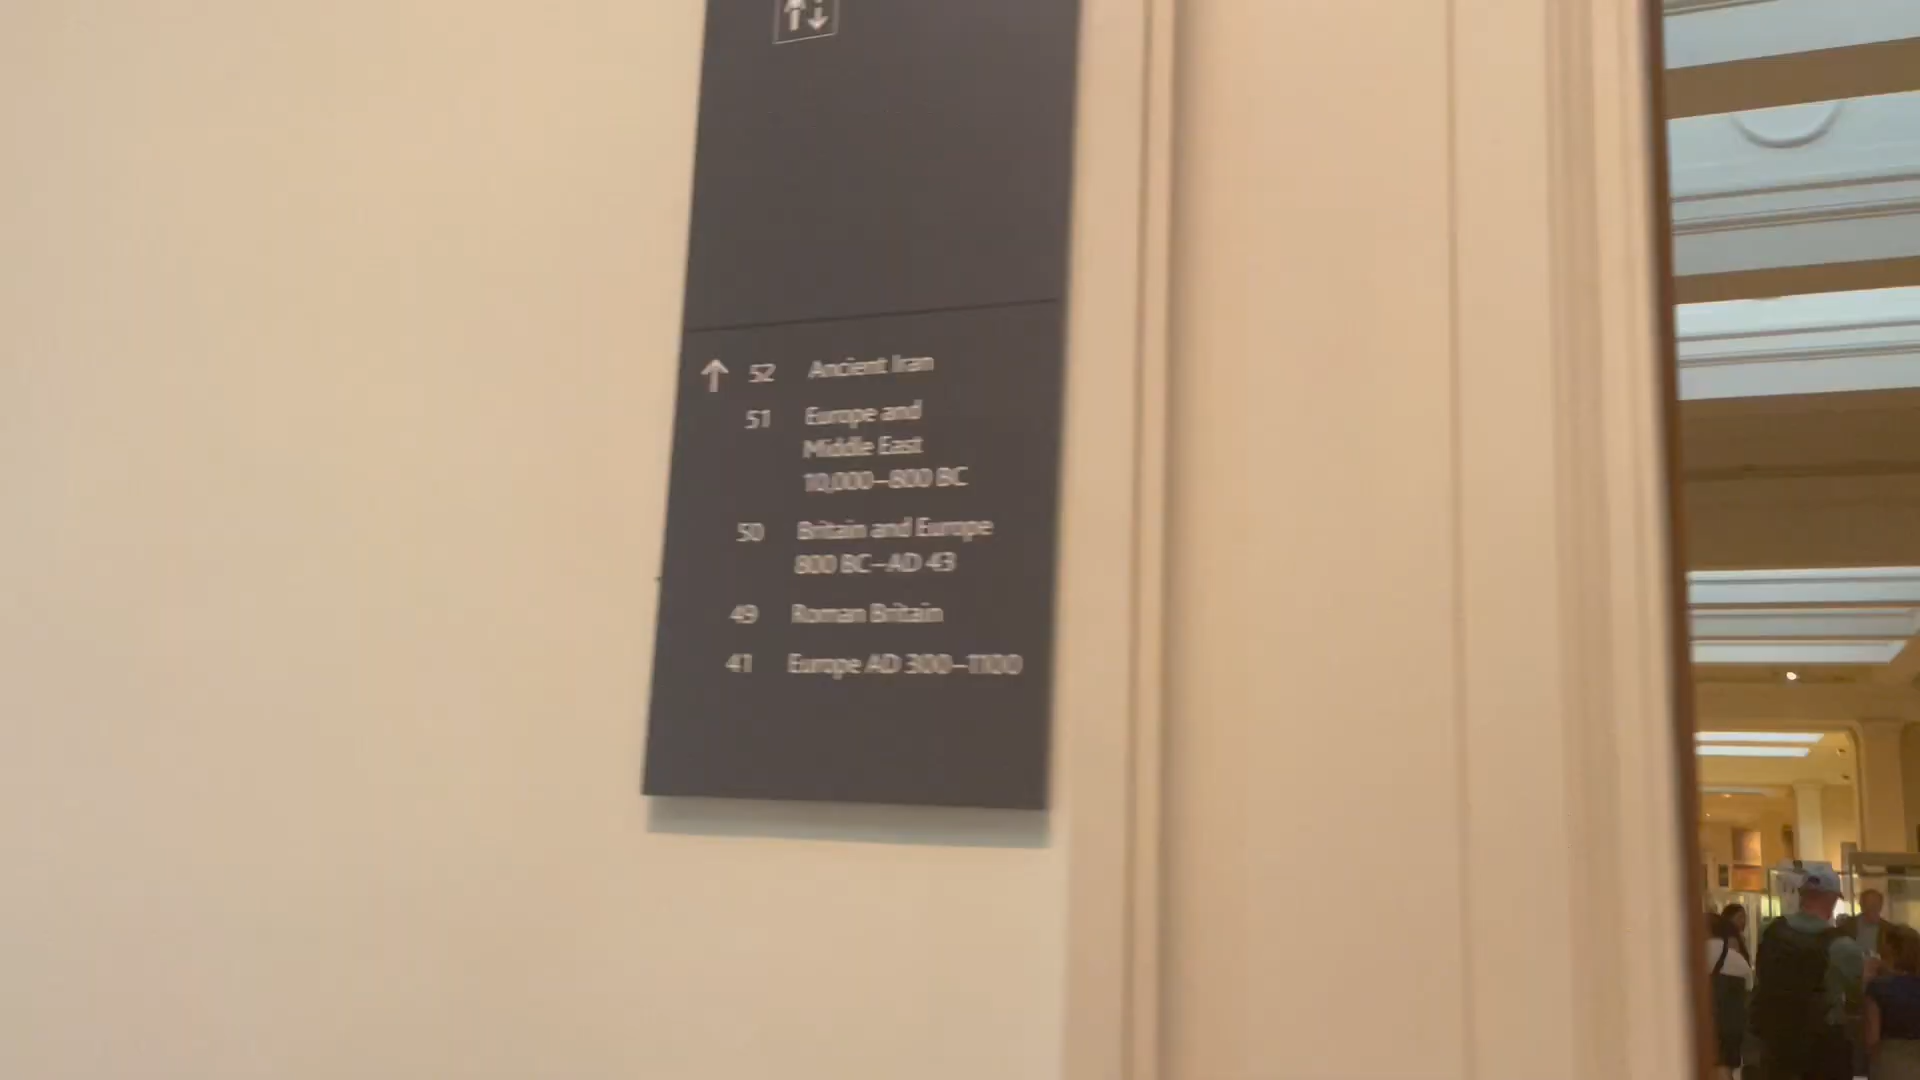 52 Ancient Iran
51 Europe and
Middle East
10,000–800 BC
50 Britain and Europe
800 BC–AD 43
49 Roman Britain
41 Europe AD 300–1100